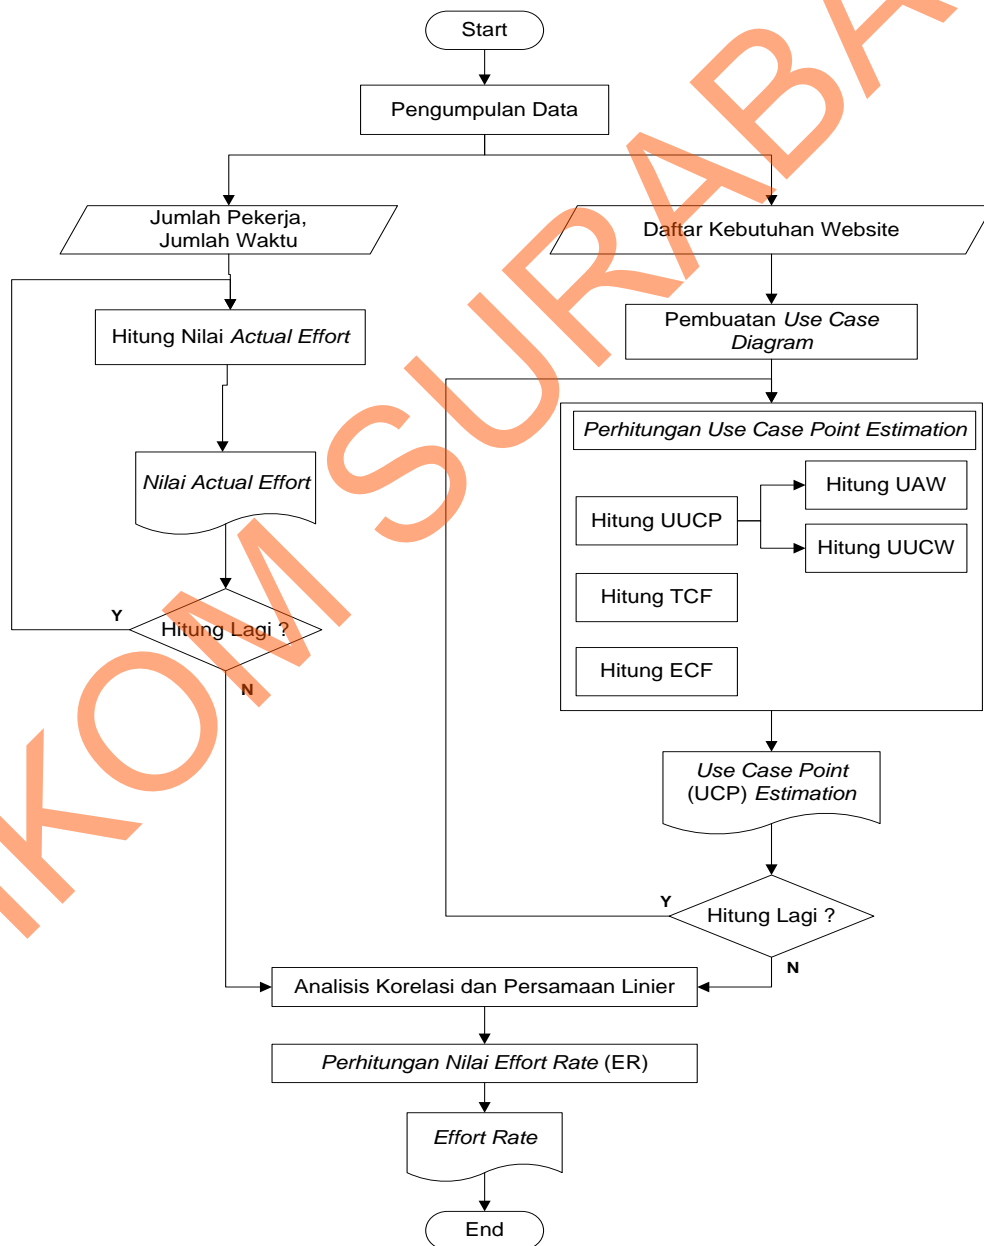 Start
Pengumpulan Data
Jumlah Pekerja,
Jumlah Waktu
Daftar Kebutuhan Website
Hitung Nilai Actual Effort
Pembuatan Use Case
Diagram
Perhitungan Use Case Point Estimation
Nilai Actual Effort
Hitung UUCP
Hitung UAW
Hitung UUCW
Hitung TCF
Hitung ECF
Y
Hitung Lagi ?
N
Use Case Point
(UCP) Estimation
Y
Hitung Lagi ?
N
Analisis Korelasi dan Persamaan Linier
Perhitungan Nilai Effort Rate (ER)
Effort Rate
End
IKOM SURABA